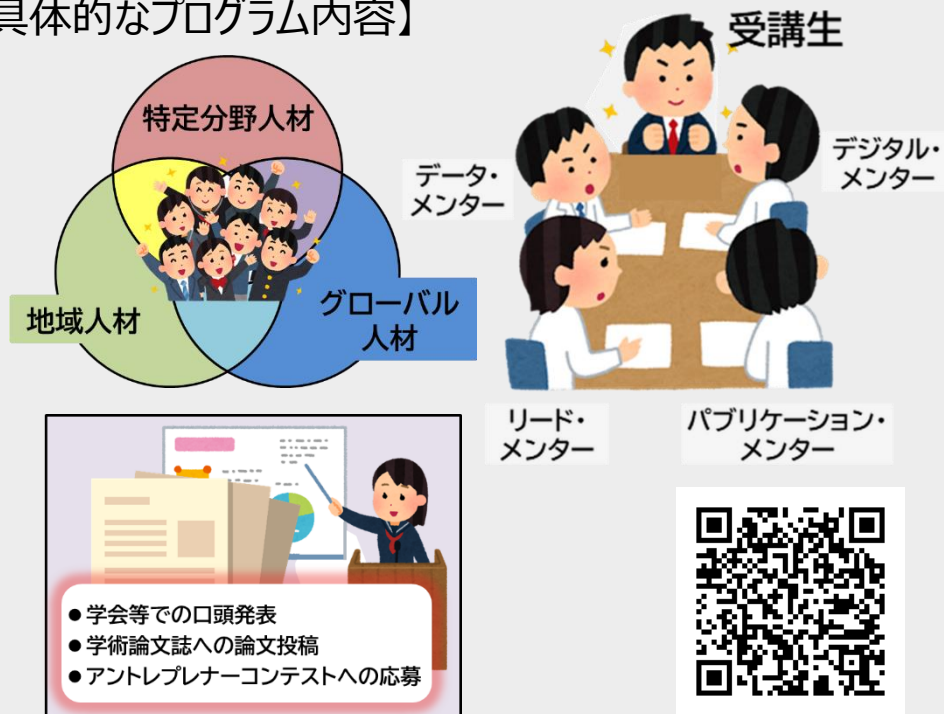 具体的なプログラム内容】
特定分野人材
地域人材
グローバル
人材
受講生
データ・
メンター
デジタル・
メンター
リード・
メンター
パブリケーション・
メンター
● 学会等での口頭発表
● 学術論文誌への論文投稿
● アントレプレナーコンテストへの応募